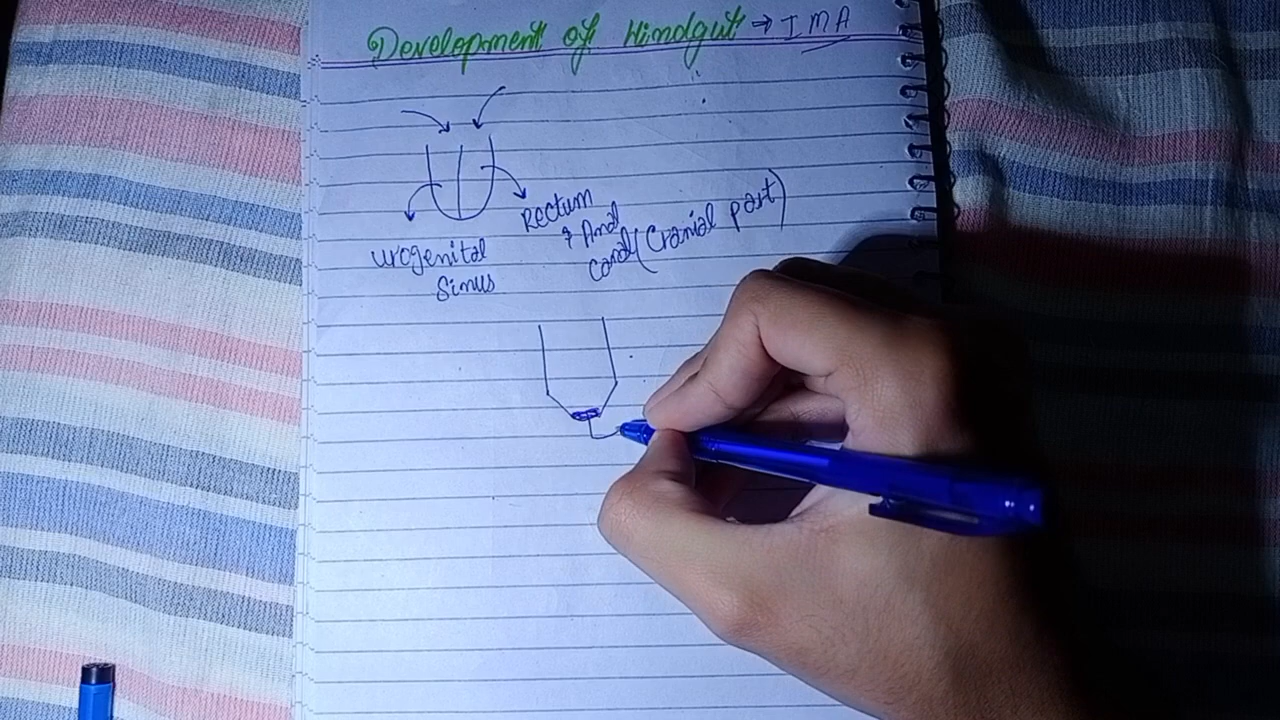 Development of Hindgut → IMA
Rectum
& Anal
canal (Cranial part)
urogenital
Sinus